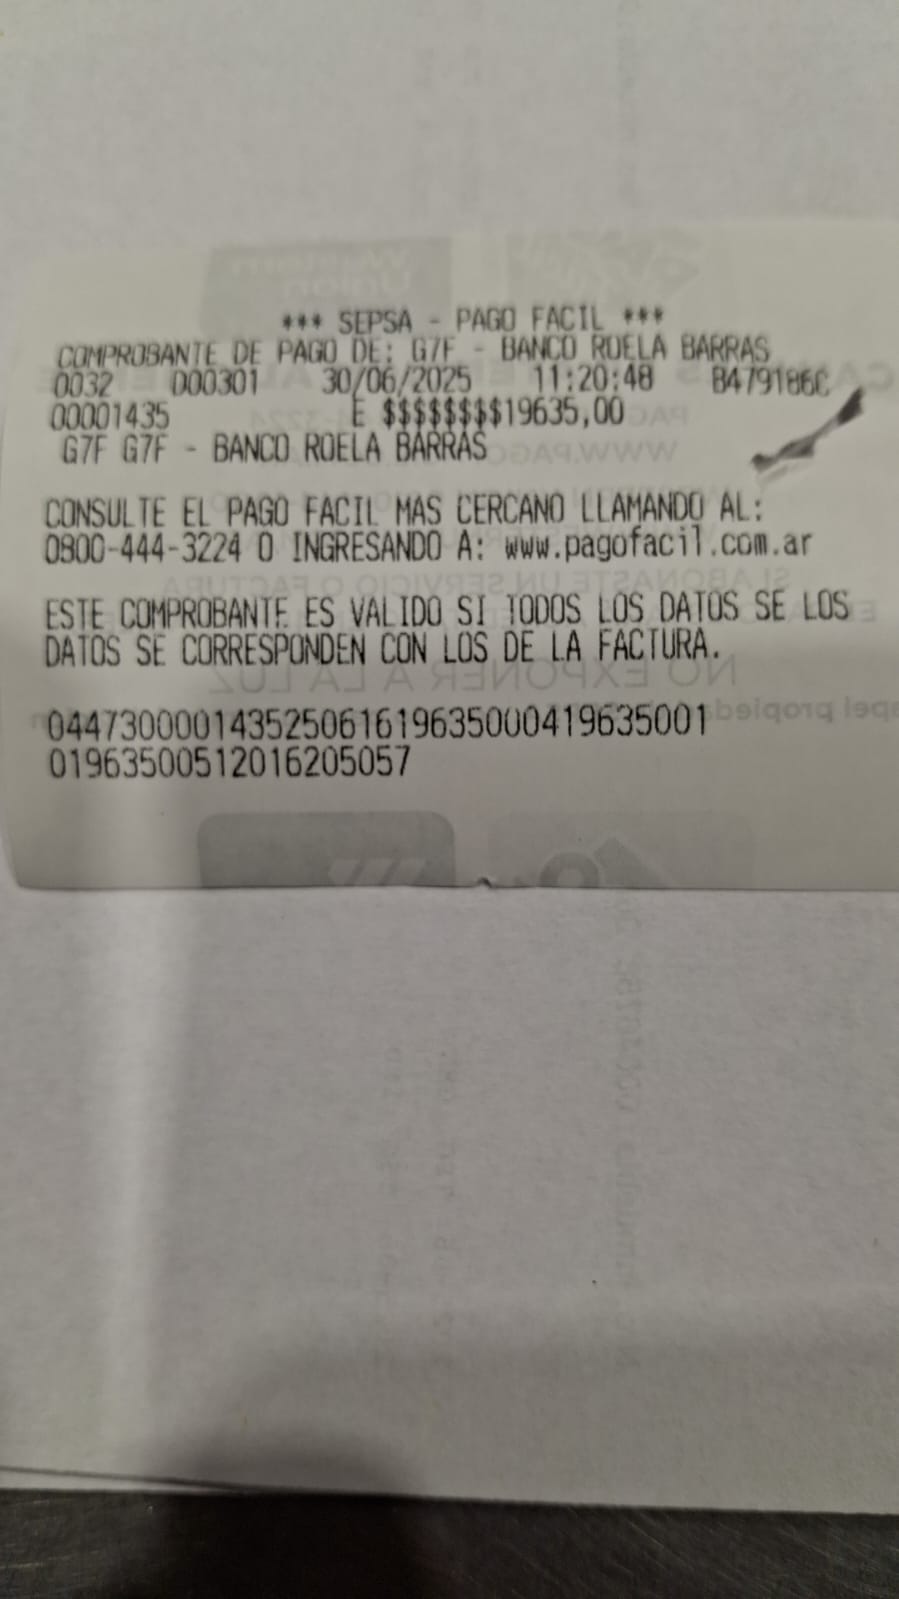 *** SEPSA - PAGO FACIL ***
COMPROBANTE DE PAGO DE: G7F - BANCO ROELA BARRAS
0032 D00301 30/06/2025 11:20:48 B479186C
00001435 E $$$$$$$$19635,00
G7F G7F - BANCO ROELA BARRAS
CONSULTE EL PAGO FACIL MAS CERCANO LLAMANDO AL:
0800-444-3224 O INGRESANDO A: www.pagofacil.com.ar
ESTE COMPROBANTE ES VALIDO SI TODOS LOS DATOS SE LOS
DATOS SE CORRESPONDEN CON LOS DE LA FACTURA.
044730000143525061619635000419635001
019635005120162050​57